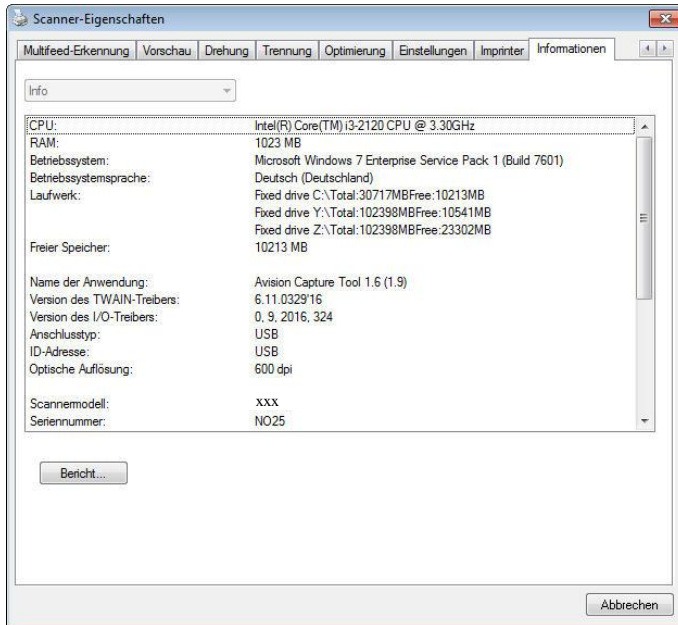 Scanner-Eigenschaften
Multifeed-Erkennung Vorschau Drehung Trennung Optimierung Einstellungen Imprinter Informationen
Info
CPU: Intel(R) Core(TM) i3-2120 CPU @ 3.30GHz
RAM: 1023 MB
Betriebssystem: Microsoft Windows 7 Enterprise Service Pack 1 (Build 7601)
Betriebssystemsprache: Deutsch (Deutschland)
Laufwerk: Fixed drive C:\Total:30717MBFree:10213MB
Fixed drive Y:\Total:102398MBFree:10541MB
Fixed drive Z:\Total:102398MBFree:23302MB
Freier Speicher: 10213 MB
Name der Anwendung: Avision Capture Tool 1.6 (1.9)
Version des TWAIN-Treibers: 6.11.0329'16
Version des I/O-Treibers: 0, 9, 2016, 324
Anschlusstyp: USB
ID-Adresse: USB
Optische Auflösung: 600 dpi
Scannermodell: xxx
Seriennummer: NO25
Bericht...
Abbrechen